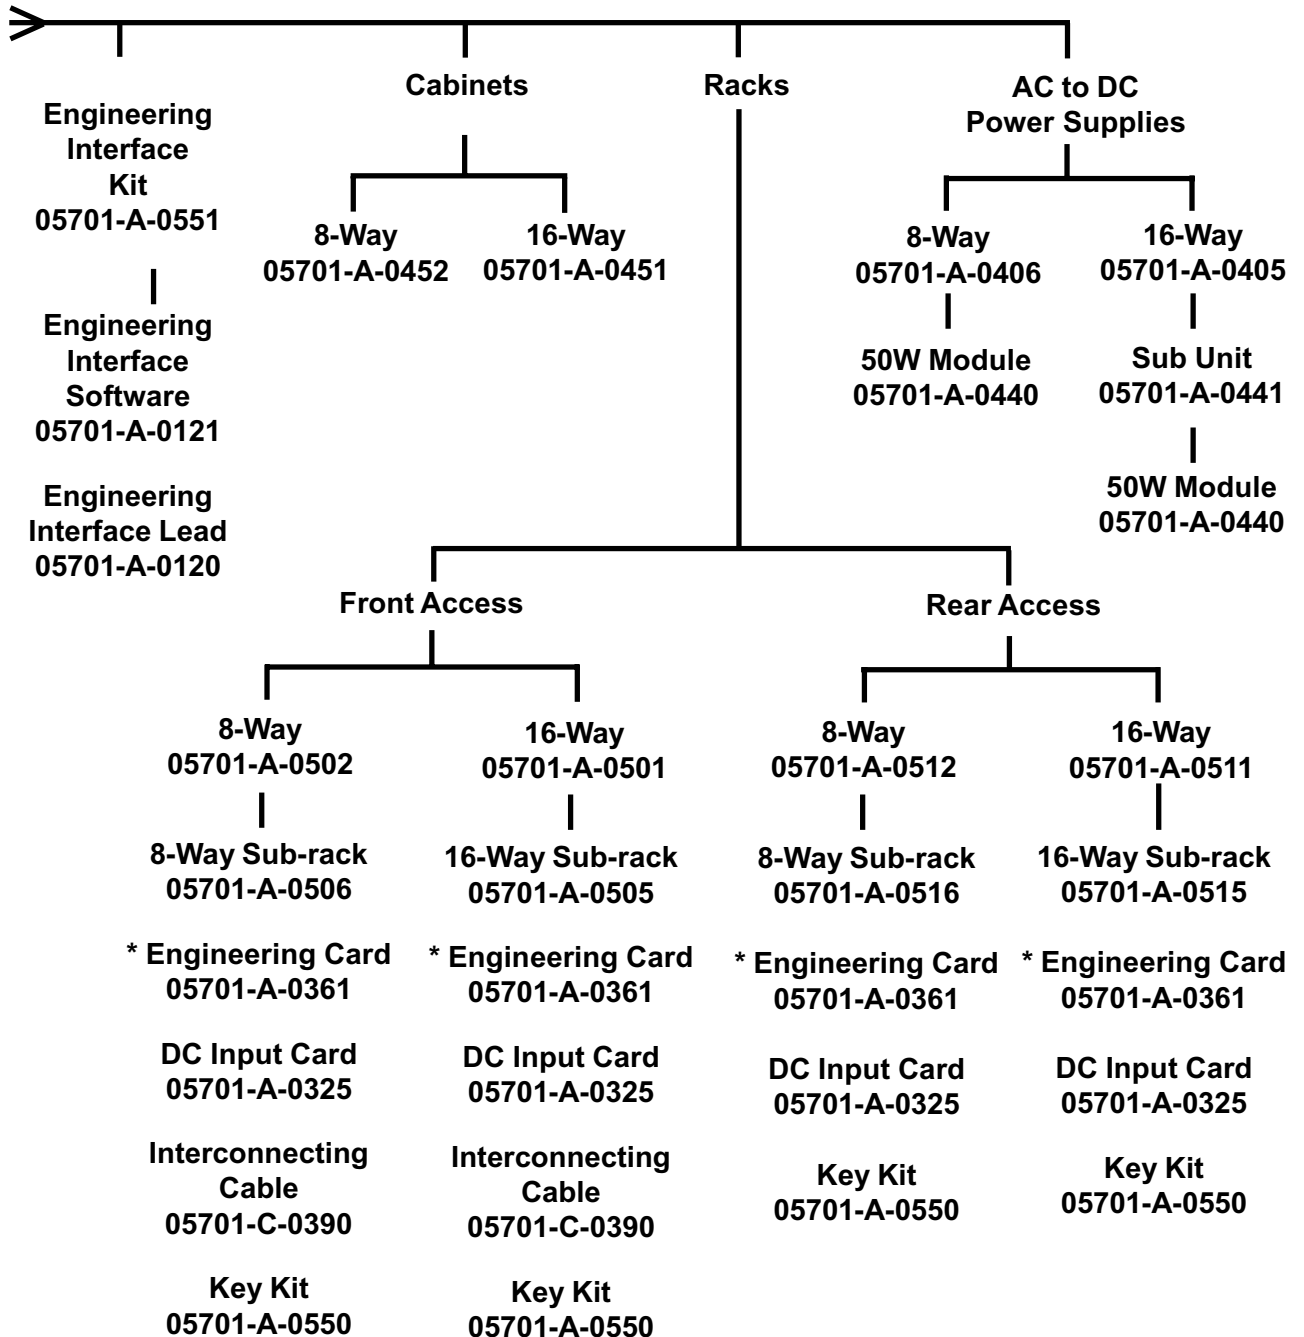 Engineering
Interface
Kit
05701-A-0551
Engineering
Interface
Software
05701-A-0121
Engineering
Interface Lead
05701-A-0120
Cabinets
8-Way
05701-A-0452
16-Way
05701-A-0451
Racks
AC to DC
Power Supplies
8-Way
05701-A-0406
50W Module
05701-A-0440
16-Way
05701-A-0405
Sub Unit
05701-A-0441
50W Module
05701-A-0440
Front Access
8-Way
05701-A-0502
8-Way Sub-rack
05701-A-0506
* Engineering Card
05701-A-0361
DC Input Card
05701-A-0325
Interconnecting
Cable
05701-C-0390
Key Kit
05701-A-0550
16-Way
05701-A-0501
16-Way Sub-rack
05701-A-0505
* Engineering Card
05701-A-0361
DC Input Card
05701-A-0325
Interconnecting
Cable
05701-C-0390
Key Kit
05701-A-0550
Rear Access
8-Way
05701-A-0512
8-Way Sub-rack
05701-A-0516
* Engineering Card
05701-A-0361
DC Input Card
05701-A-0325
Key Kit
05701-A-0550
16-Way
05701-A-0511
16-Way Sub-rack
05701-A-0515
* Engineering Card
05701-A-0361
DC Input Card
05701-A-0325
Key Kit
05701-A-0550